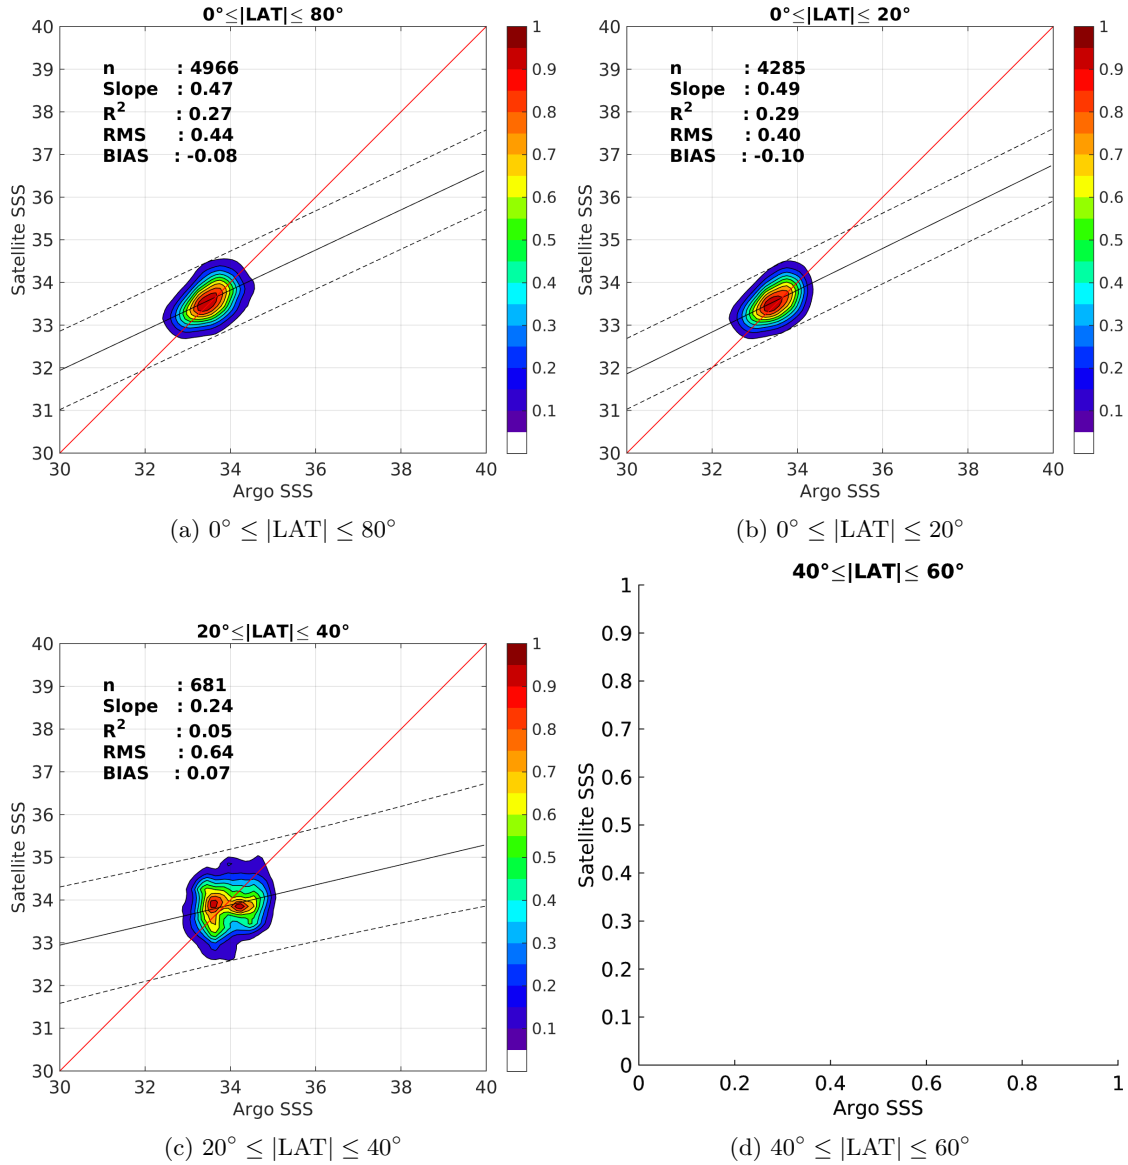 0°≤|LAT|≤ 80°
n : 4966
Slope : 0.47
R² : 0.27
RMS : 0.44
BIAS : -0.08
40
39
38
37
36
35
34
33
32
31
30
30 32 34 36 38 40
Satellite SSS
Argo SSS
1
0.9
0.8
0.7
0.6
0.5
0.4
0.3
0.2
0.1
(a) 0° ≤ |LAT| ≤ 80°
0°≤|LAT|≤ 20°
n : 4285
Slope : 0.49
R² : 0.29
RMS : 0.40
BIAS : -0.10
40
39
38
37
36
35
34
33
32
31
30
30 32 34 36 38 40
Satellite SSS
Argo SSS
1
0.9
0.8
0.7
0.6
0.5
0.4
0.3
0.2
0.1
(b) 0° ≤ |LAT| ≤ 20°
20°≤|LAT|≤ 40°
n : 681
Slope : 0.24
R² : 0.05
RMS : 0.64
BIAS : 0.07
40
39
38
37
36
35
34
33
32
31
30
30 32 34 36 38 40
Satellite SSS
Argo SSS
1
0.9
0.8
0.7
0.6
0.5
0.4
0.3
0.2
0.1
(c) 20° ≤ |LAT| ≤ 40°
40°≤|LAT|≤ 60°
1
0.9
0.8
0.7
0.6
0.5
0.4
0.3
0.2
0.1
0
0 0.2 0.4 0.6 0.8 1
Satellite SSS
Argo SSS
(d) 40° ≤ |LAT| ≤ 60°